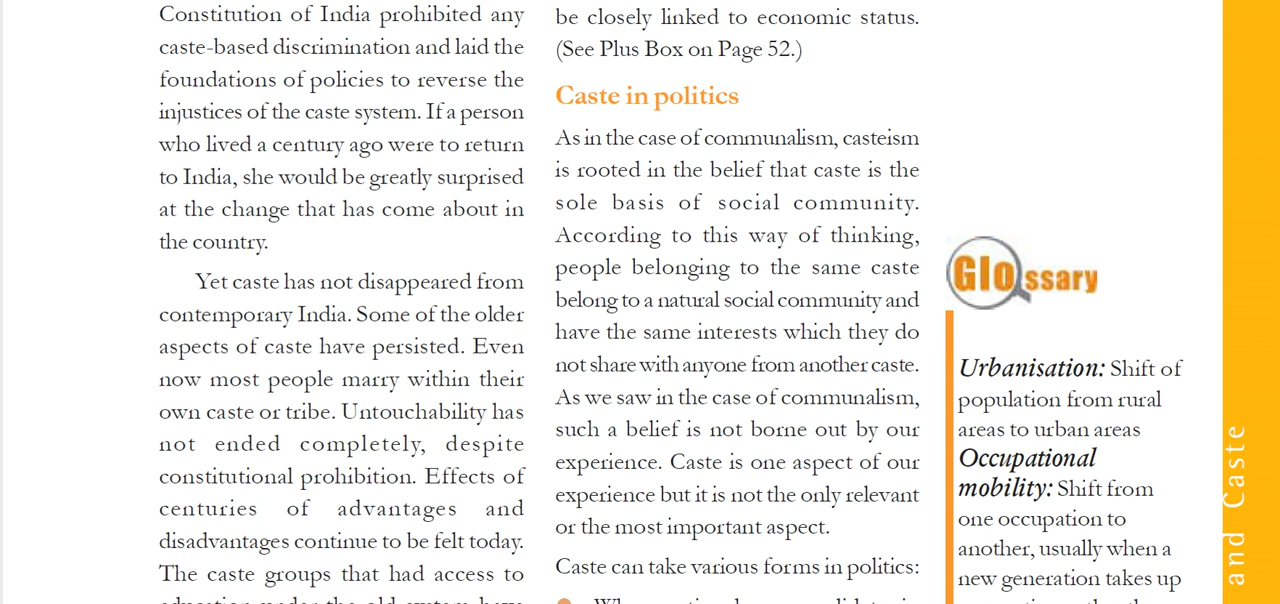 Constitution of India prohibited any
caste-based discrimination and laid the
foundations of policies to reverse the
injustices of the caste system. If a person
who lived a century ago were to return
to India, she would be greatly surprised
at the change that has come about in
the country.
Yet caste has not disappeared from
contemporary India. Some of the older
aspects of caste have persisted. Even
now most people marry within their
own caste or tribe. Untouchability has
not ended completely, despite
constitutional prohibition. Effects of
centuries of advantages and
disadvantages continue to be felt today.
The caste groups that had access to
be closely linked to economic status.
(See Plus Box on Page 52.)
Caste in politics
As in the case of communalism, casteism
is rooted in the belief that caste is the
sole basis of social community.
According to this way of thinking,
people belonging to the same caste
belong to a natural social community and
have the same interests which they do
not share with anyone from another caste.
As we saw in the case of communalism,
such a belief is not borne out by our
experience. Caste is one aspect of our
experience but it is not the only relevant
or the most important aspect.
Caste can take various forms in politics:
Glossary
Urbanisation: Shift of
population from rural
areas to urban areas
Occupational
mobility: Shift from
one occupation to
another, usually when a
new generation takes up
and Caste